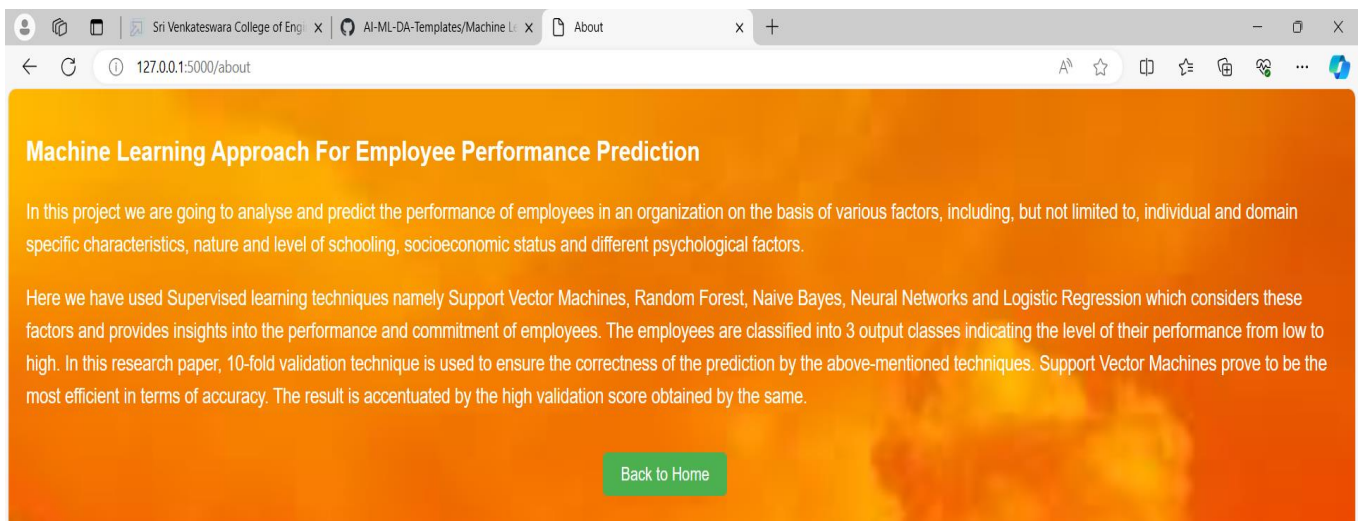 Sri Venkateswara College of Engi
AI-ML-DA-Templates/Machine Le
About
127.0.0.1:5000/about
Machine Learning Approach For Employee Performance Prediction
In this project we are going to analyse and predict the performance of employees in an organization on the basis of various factors, including, but not limited to, individual and domain
specific characteristics, nature and level of schooling, socioeconomic status and different psychological factors.
Here we have used Supervised learning techniques namely Support Vector Machines, Random Forest, Naive Bayes, Neural Networks and Logistic Regression which considers these
factors and provides insights into the performance and commitment of employees. The employees are classified into 3 output classes indicating the level of their performance from low to
high. In this research paper, 10-fold validation technique is used to ensure the correctness of the prediction by the above-mentioned techniques. Support Vector Machines prove to be the
most efficient in terms of accuracy. The result is accentuated by the high validation score obtained by the same.
Back to Home